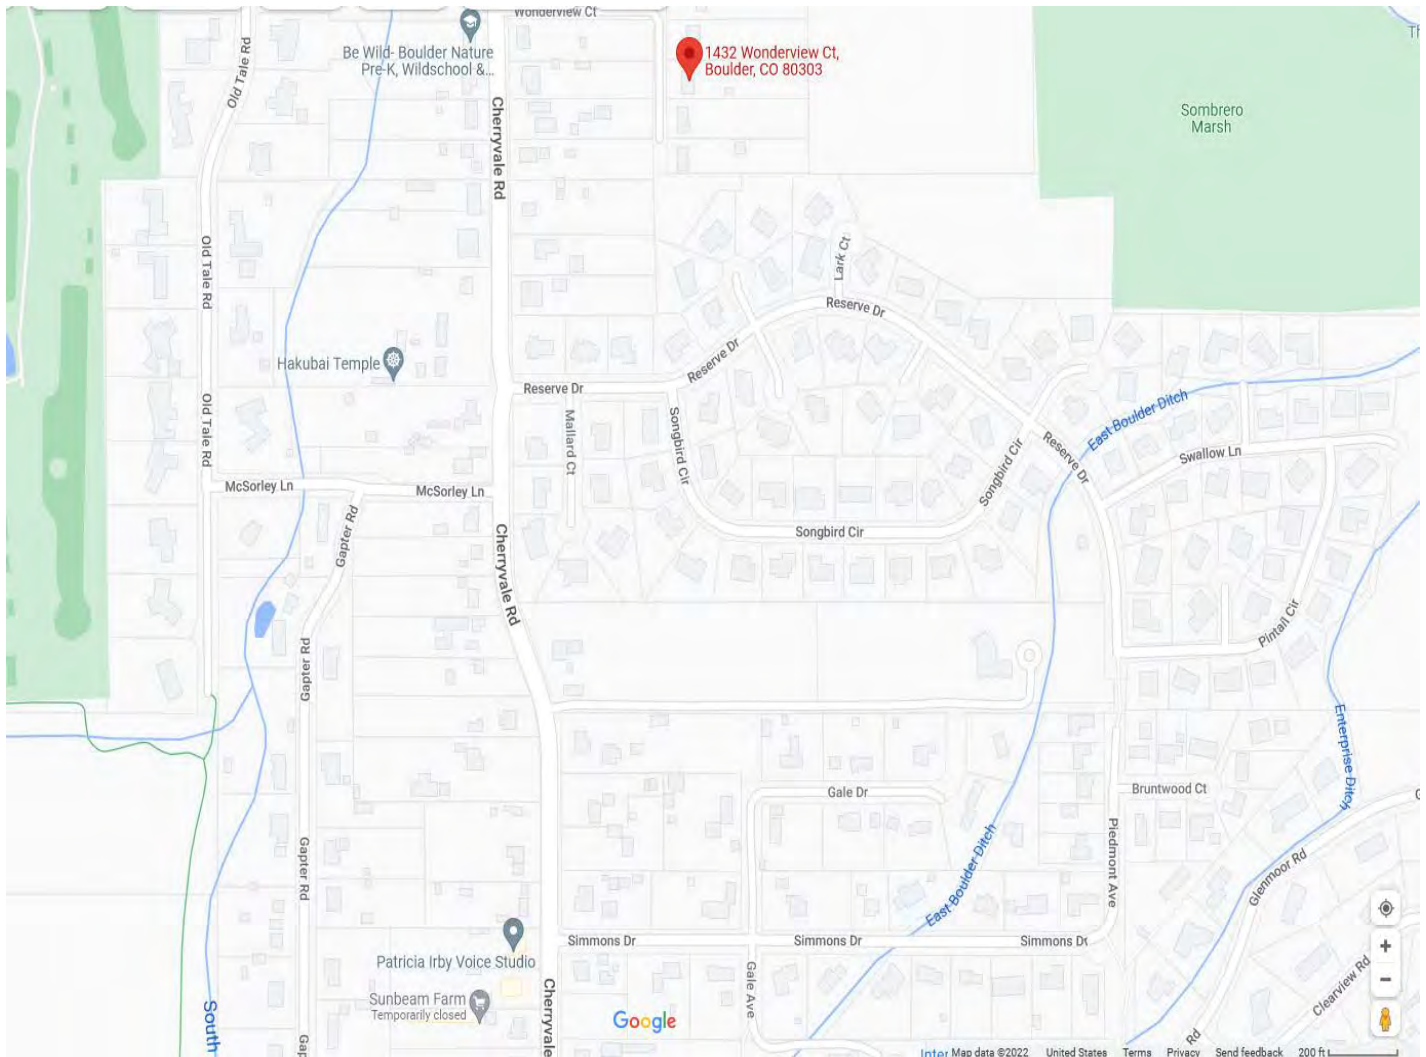 Wonderview Ct
Old Tale Rd
Be Wild- Boulder Nature
Pre-K, Wildschool &...
1432 Wonderview Ct,
Boulder, CO 80303
Cherryvale Rd
Sombrero
Marsh
Old Tale Rd
Lark Ct
Reserve Dr
Hakubai Temple
Reserve Dr
Reserve Dr
Old Tale Rd
Mallard Ct
Songbird Cir
East Boulder Ditch
Reserve Dr
Songbird Cir
Swallow Ln
McSorley Ln
McSorley Ln
Gapter Rd
Cherryvale Rd
Songbird Cir
Pintail Cir
Gapter Rd
Enterprise Ditch
Gale Dr
Bruntwood Ct
Gapter Rd
East Boulder Ditch
Piedmont Ave
Glenmoor Rd
Simmons Dr
Simmons Dr
Simmons Dr
Patricia Irby Voice Studio
Gale Ave
Sunbeam Farm
Temporarily closed
Cherryvale
Clearview Rd
South
Google
Rd
Map data ©2022 United States Terms Privacy Send feedback 200 ft